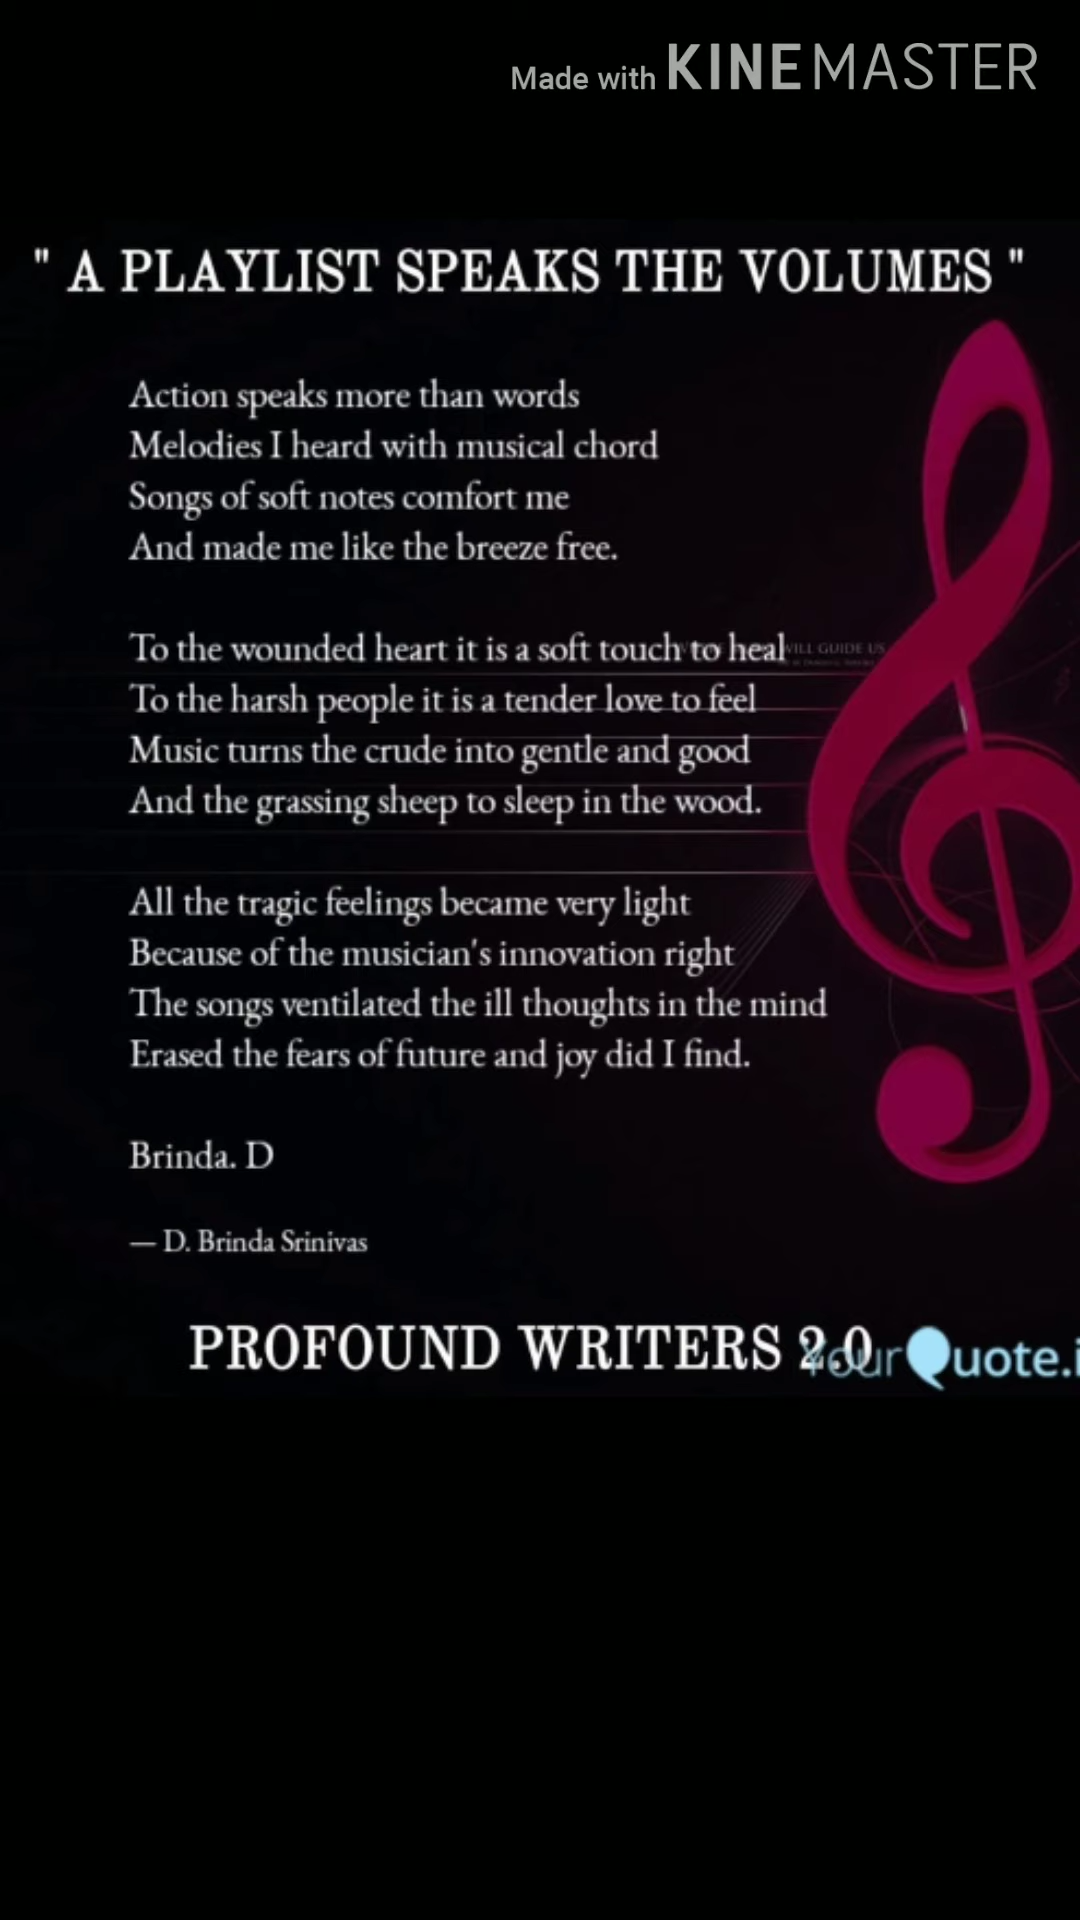 Made with KINEMASTER
" A PLAYLIST SPEAKS THE VOLUMES "
Action speaks more than words
Melodies I heard with musical chord
Songs of soft notes comfort me
And made me like the breeze free.
To the wounded heart it is a soft touch to heal
WILL GUIDE US
To the harsh people it is a tender love to feel
Music turns the crude into gentle and good
And the grassing sheep to sleep in the wood.
All the tragic feelings became very light
Because of the musician's innovation right
The songs ventilated the ill thoughts in the mind
Erased the fears of future and joy did I find.
Brinda. D
— D. Brinda Srinivas
PROFOUND WRITERS 2.0
YourQuote.i